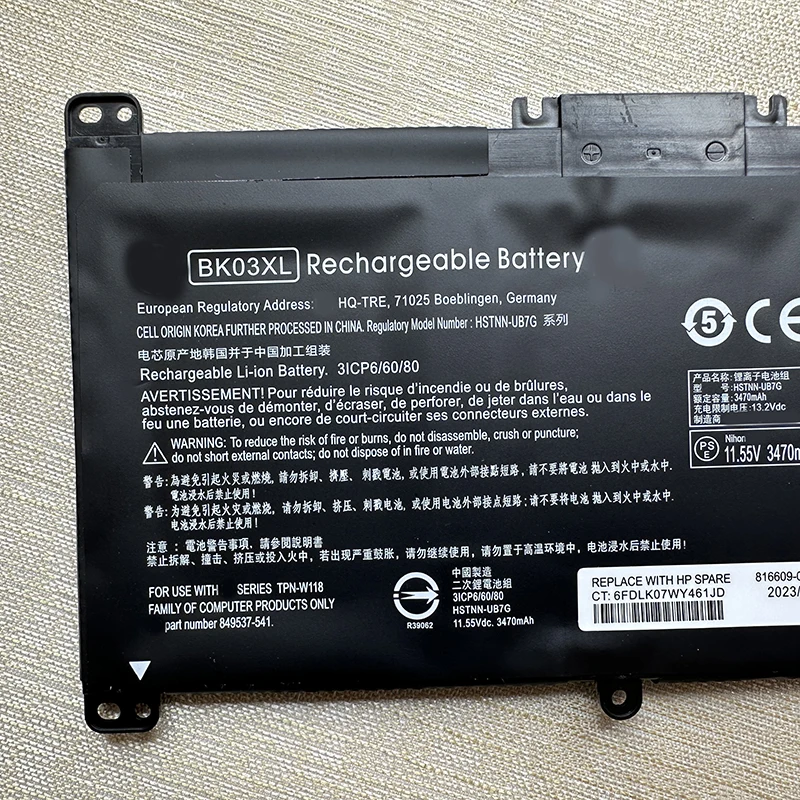 BK03XL Rechargeable Battery
European Regulatory Address: HQ-TRE, 71025 Boeblingen, Germany
CELL ORIGIN KOREA FURTHER PROCESSED IN CHINA. Regulatory Model Number : HSTNN-UB7G 系列
电芯原产地韩国并于中国加工组装
Rechargeable Li-ion Battery. 3ICP6/60/80
AVERTISSEMENT! Pour réduire le risque d'incendie ou de brûlures,
abstenez-vous de démonter, d'écraser, de perforer, de jeter dans l'eau ou dans le
feu une batterie, ou encore de court-circuiter ses connecteurs externes.
WARNING: To reduce the risk of fire or burns, do not disassemble, crush or puncture;
do not short external contacts; do not dispose of in fire or water.
警告: 為避免引起火災或燃燒, 請勿拆卸、擠壓、刺戳電池, 或使用電池外部接點短路, 請不要將電池 拋入到火中或水中.
電池浸水后禁止使用!
警告: 为避免引起火灾或燃烧, 请勿拆卸、挤压、刺戳电池, 或使用电池外部接点短路; 请不要将电池 抛入到火中或水中.
电池浸水后禁止使用!
注意 : 電池警告事項, 請參閱說明書
禁止拆解、撞击、挤压或投入火中, 若出现严重鼓胀, 请勿继续使用, 请勿置于高温环境中, 电池浸水后禁止使用!
FOR USE WITH SERIES TPN-W118
FAMILY OF COMPUTER PRODUCTS ONLY
part number 849537-541.
R39062
中國製造
二次鋰電池組
3ICP6/60/80
HSTNN-UB7G
11.55Vdc. 3470mAh
5 CE
产品名称: 锂离子电池组
型 号: HSTNN-UB7G
额定容量: 3470mAh
充电限制电压: 13.2Vdc
制造商
PSE Nihon
11.55V 3470m
REPLACE WITH HP SPARE 816609-0
CT: 6FDLK07WY461JD 2023/